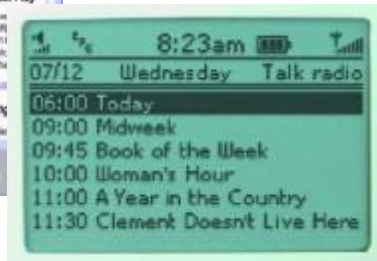 8:23am
07/12 Wednesday Talk radio
06:00 Today
09:00 Midweek
09:45 Book of the Week
10:00 Woman's Hour
11:00 A Year in the Country
11:30 Clement Doesn't Live Here